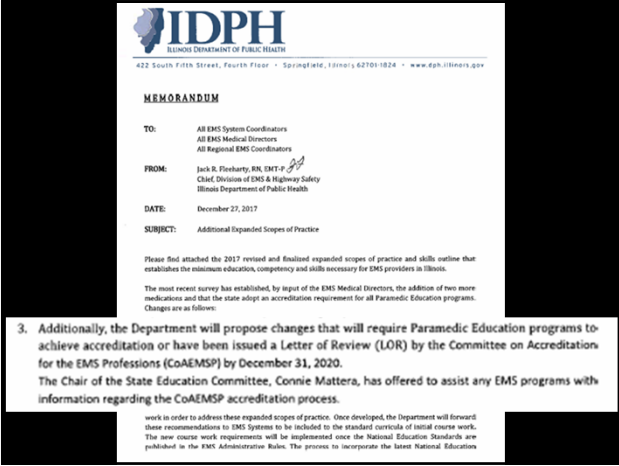 IDPH
ILLINOIS DEPARTMENT OF PUBLIC HEALTH
422 South Fifth Street, Fourth Floor • Springfield, Illinois 62701-1824 • www.dph.illinois.gov
MEMORANDUM
TO: All EMS System Coordinators
All EMS Medical Directors
All Regional EMS Coordinators
FROM: Jack R. Fleeharty, RN, EMT-P
Chief, Division of EMS & Highway Safety
Illinois Department of Public Health
DATE: December 27, 2017
SUBJECT: Additional Expanded Scopes of Practice
Please find attached the 2017 revised and finalized expanded scopes of practice and skills outline that
establishes the minimum education, competency and skills necessary for EMS providers in Illinois.
The most recent survey has established, by input of the EMS Medical Directors, the addition of two more
medications and that the state adopt an accreditation requirement for all Paramedic Education programs.
Changes are as follows:
3. Additionally, the Department will propose changes that will require Paramedic Education programs to
achieve accreditation or have been issued a Letter of Review (LOR) by the Committee on Accreditation
for the EMS Professions (CoAEMSP) by December 31, 2020.
The Chair of the State Education Committee, Connie Mattera, has offered to assist any EMS programs with
information regarding the CoAEMSP accreditation process.
work in order to address these expanded scopes of practice. Once developed, the Department will forward
these recommendations to EMS Systems to be included to the standard curricula of initial course work.
The new course work requirements will be implemented once the National Education Standards are
published in the EMS Administrative Rules. The process to incorporate the latest National Education